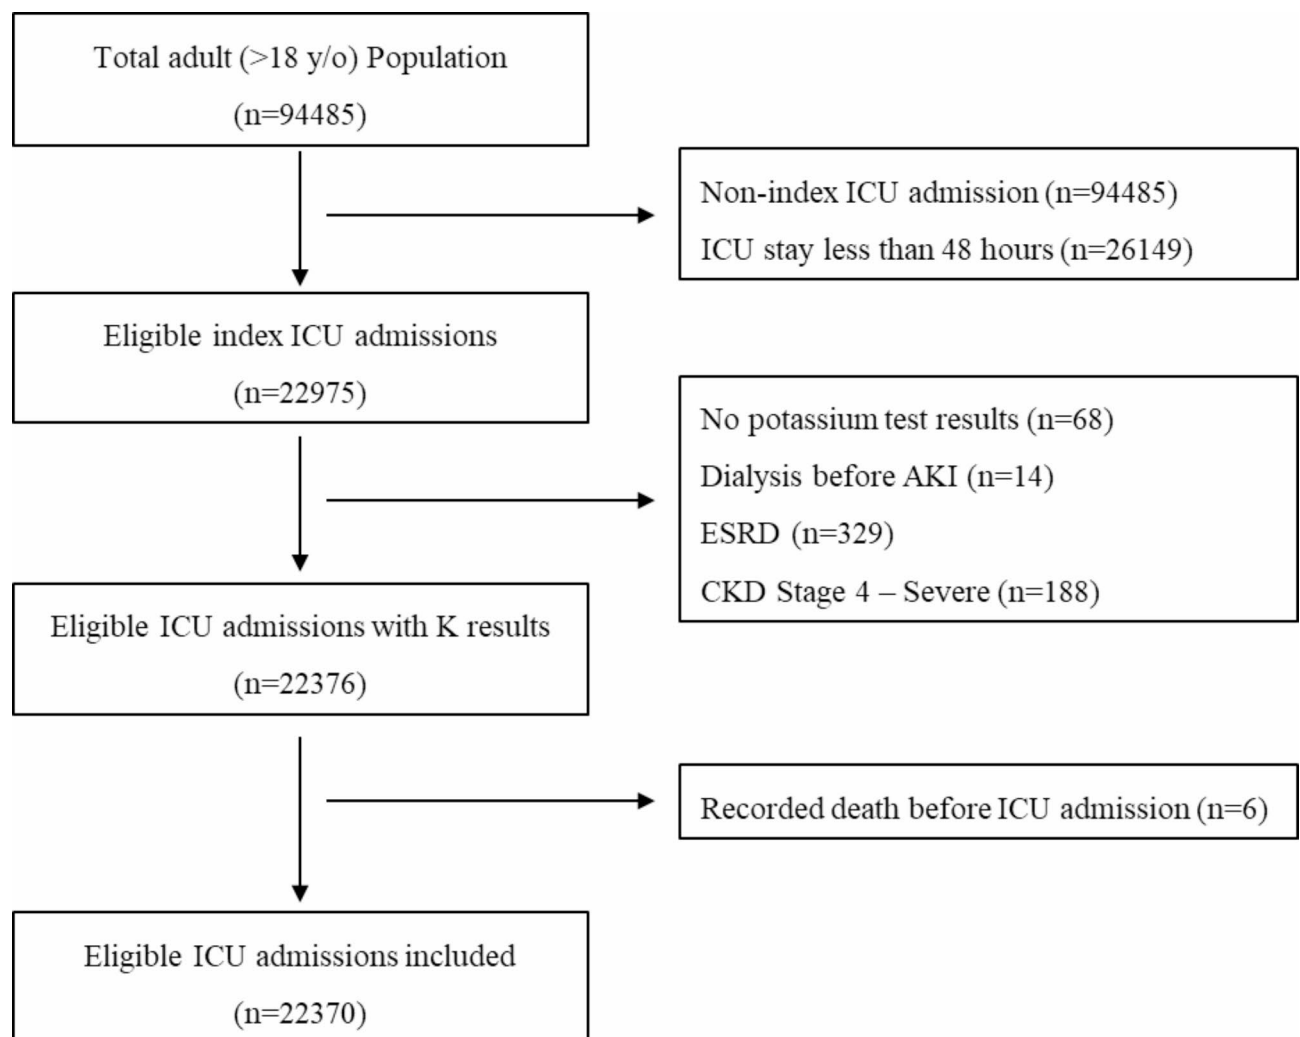 Total adult (>18 y/o) Population
(n=94485)
Non-index ICU admission (n=94485)
ICU stay less than 48 hours (n=26149)
Eligible index ICU admissions
(n=22975)
No potassium test results (n=68)
Dialysis before AKI (n=14)
ESRD (n=329)
CKD Stage 4 – Severe (n=188)
Eligible ICU admissions with K results
(n=22376)
Recorded death before ICU admission (n=6)
Eligible ICU admissions included
(n=22370)